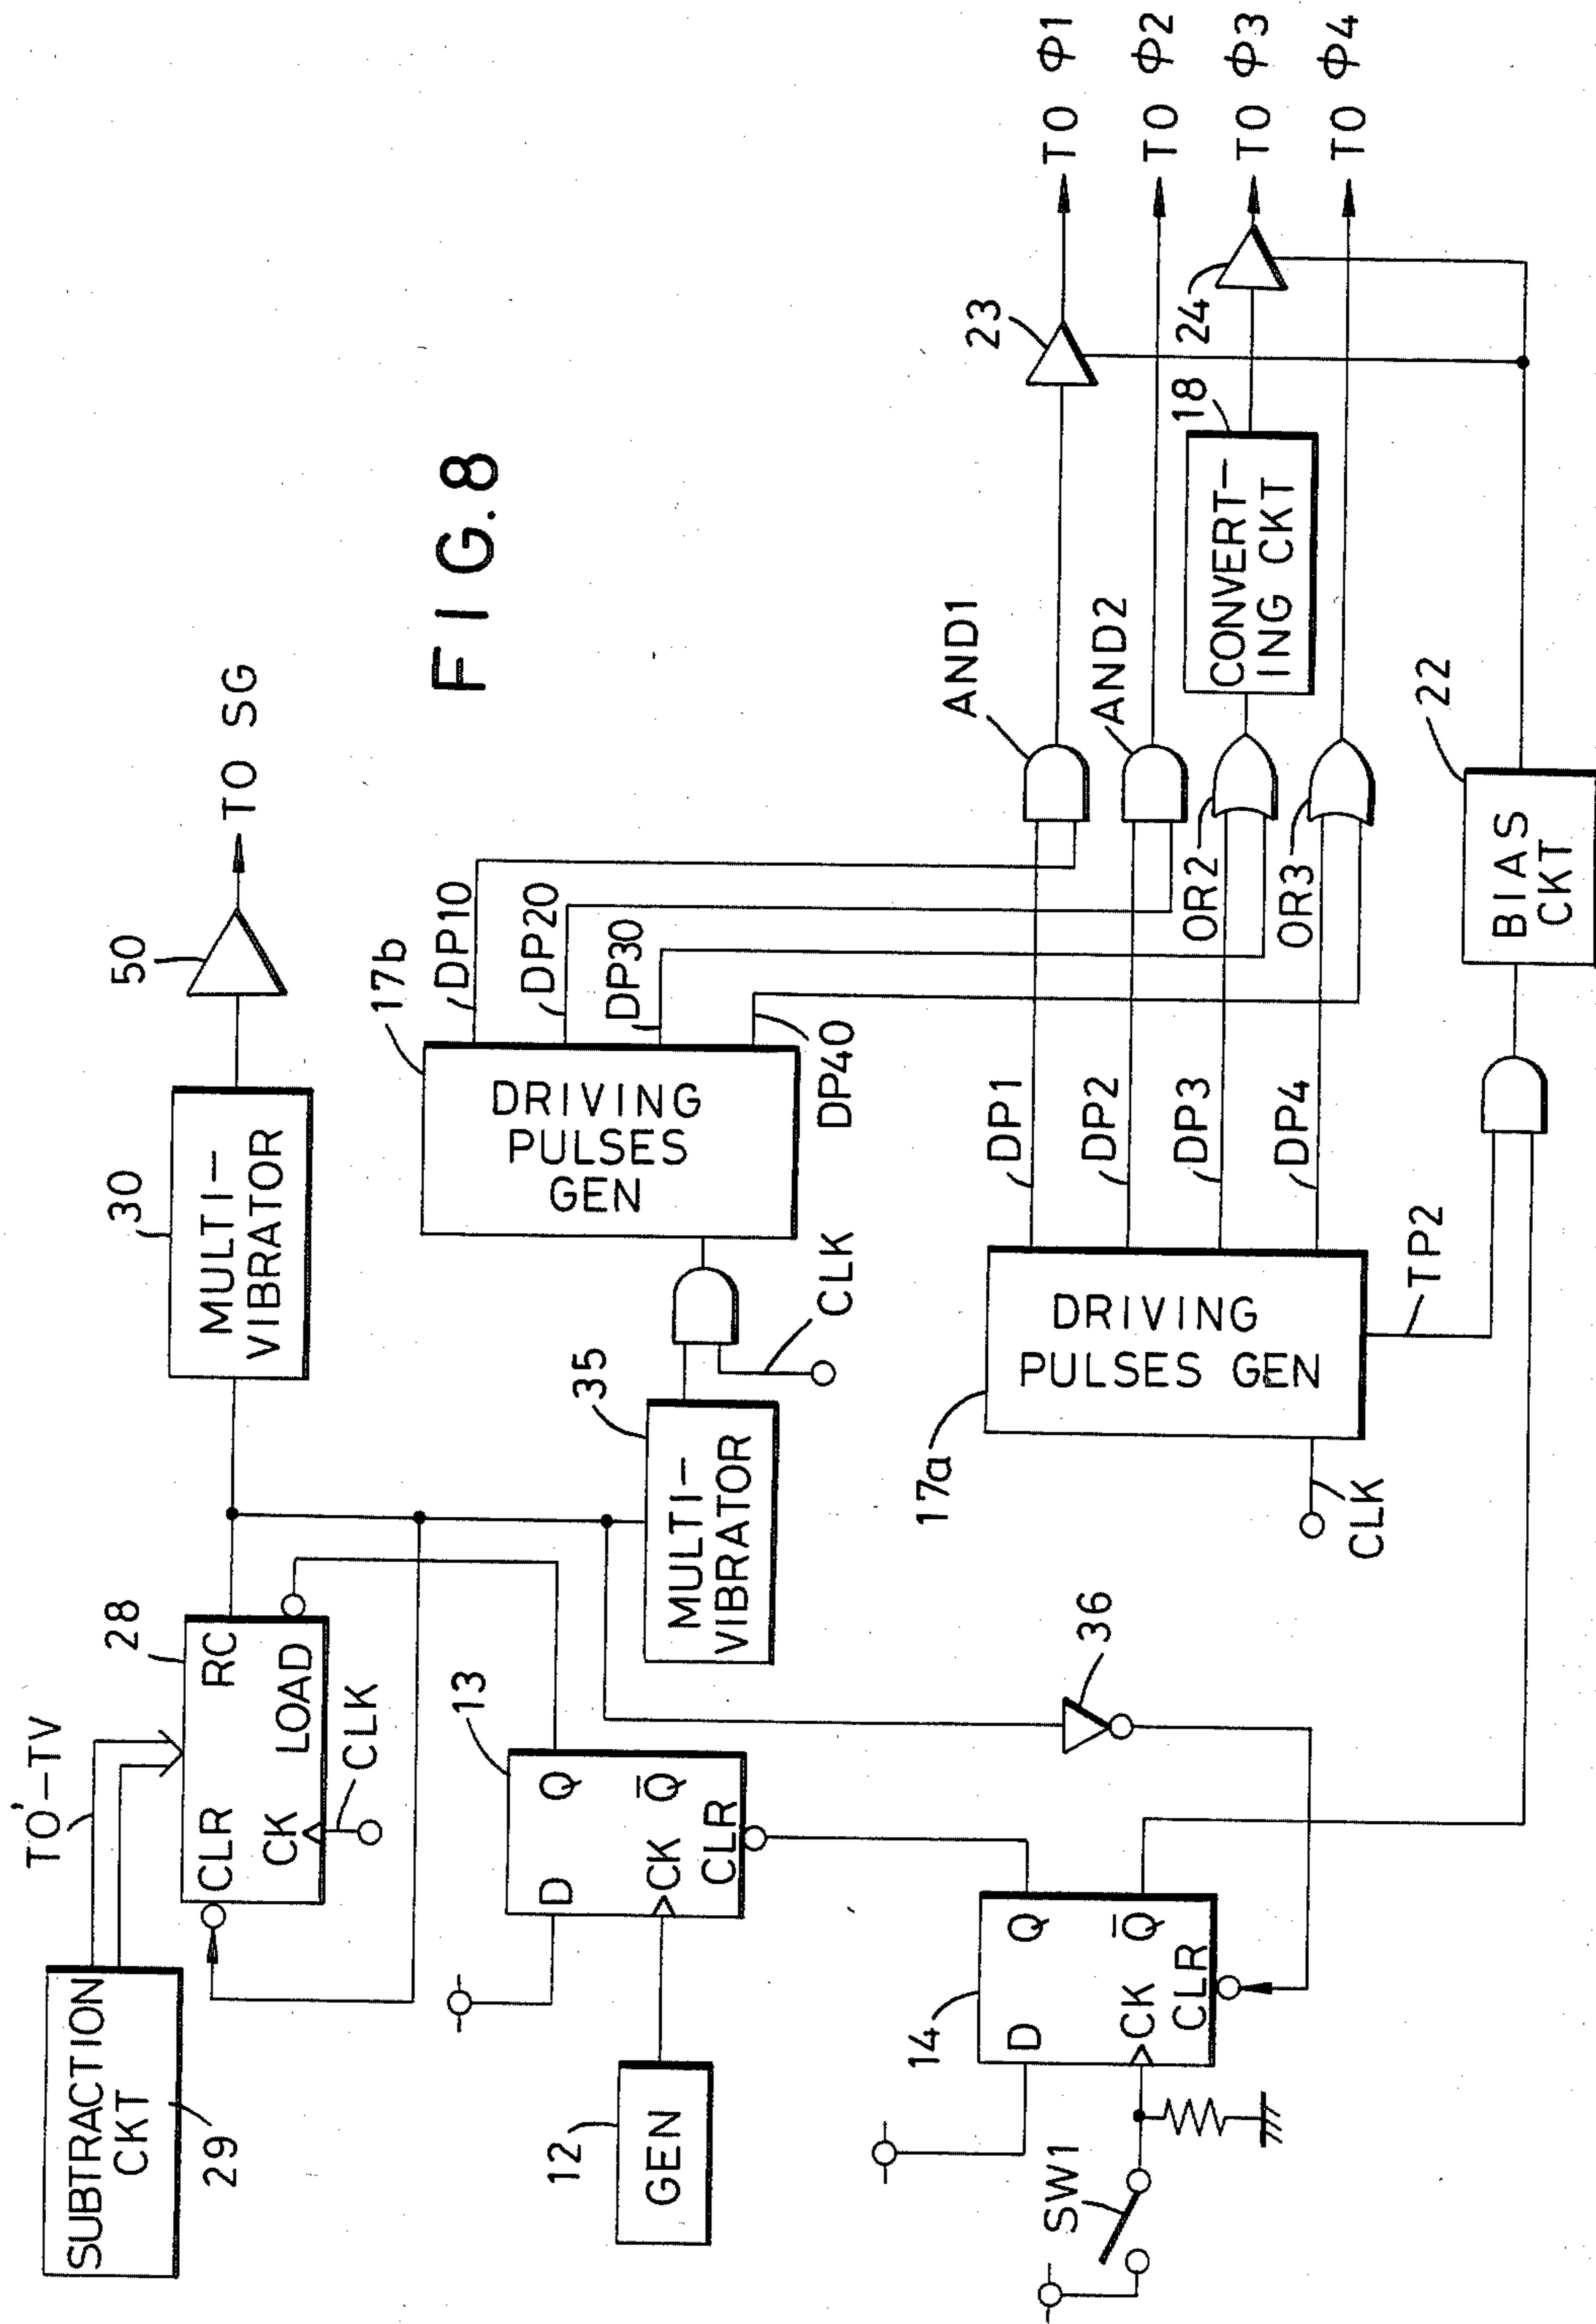 FIG. 8
SUBTRACTION
CKT
29
TO'-TV
28
CLR
RC
CK
LOAD
CLK
30
MULTI-
VIBRATOR
50
TO SG
12
GEN
13
D
Q
CK
Q̅
CLR
35
MULTI-
VIBRATOR
CLK
17b
DRIVING
PULSES
GEN
DP10
DP20
DP30
DP40
SW1
14
D
Q
CK
Q̅
CLR
36
17a
DRIVING
PULSES GEN
CLK
DP1
DP2
DP3
DP4
TP2
AND1
AND2
OR2
OR3
CONVERT-
ING CKT
18
22
BIAS
CKT
23
24
TO Φ1
TO Φ2
TO Φ3
TO Φ4